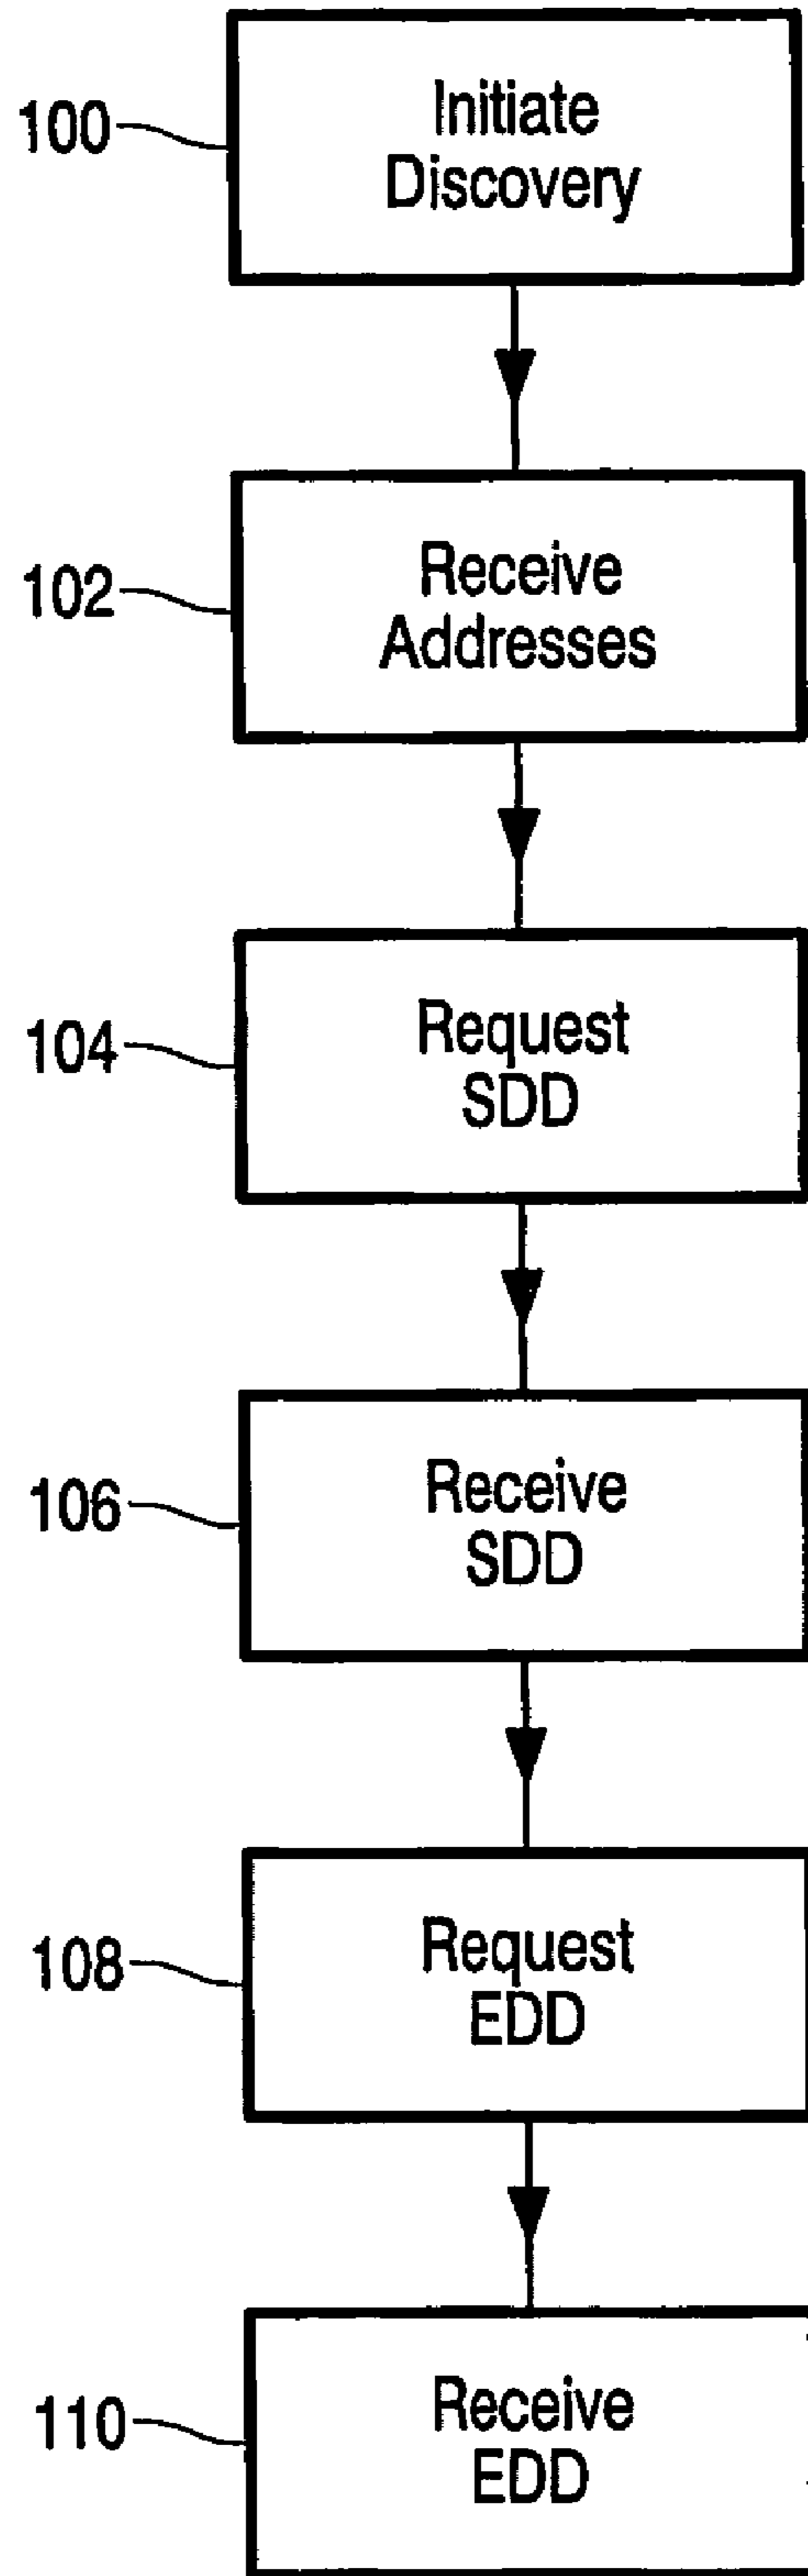 100
Initiate
Discovery
102
Receive
Addresses
104
Request
SDD
106
Receive
SDD
108
Request
EDD
110
Receive
EDD